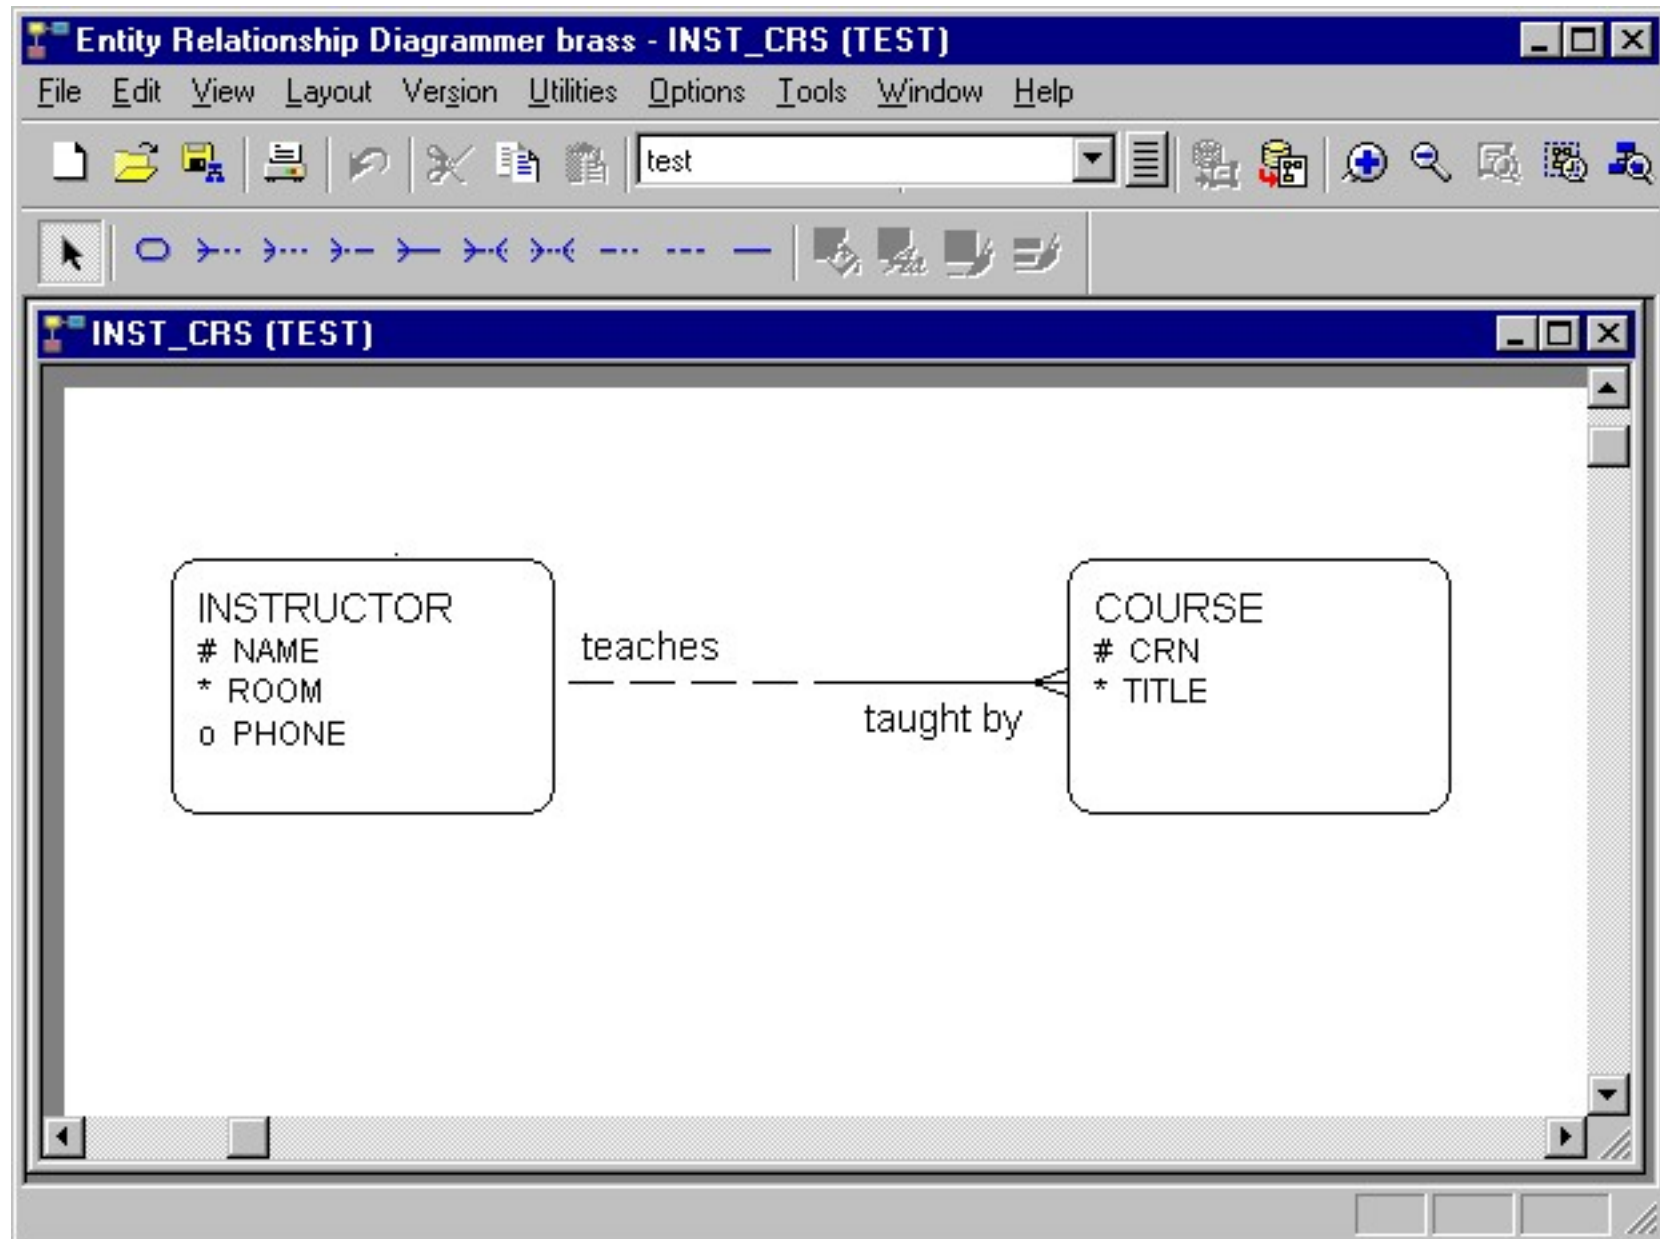 Entity Relationship Diagrammer brass - INST_CRS (TEST)
File Edit View Layout Version Utilities Options Tools Window Help
test
INST_CRS (TEST)
INSTRUCTOR
# NAME
* ROOM
o PHONE
teaches
taught by
COURSE
# CRN
* TITLE